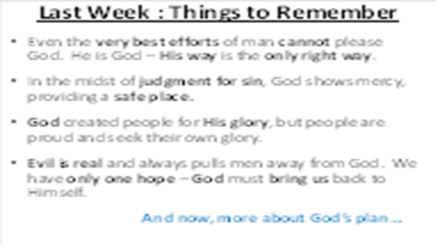 Last Week : Things to Remember
• Even the very best efforts of man cannot please
God. He is God – His way is the only right way.
• In the midst of judgment for sin, God shows mercy,
providing a safe place.
• God created people for His glory, but people are
proud and seek their own glory.
• Evil is real and always pulls men away from God. We
have only one hope – God must bring us back to
Himself.
And now, more about God's plan...